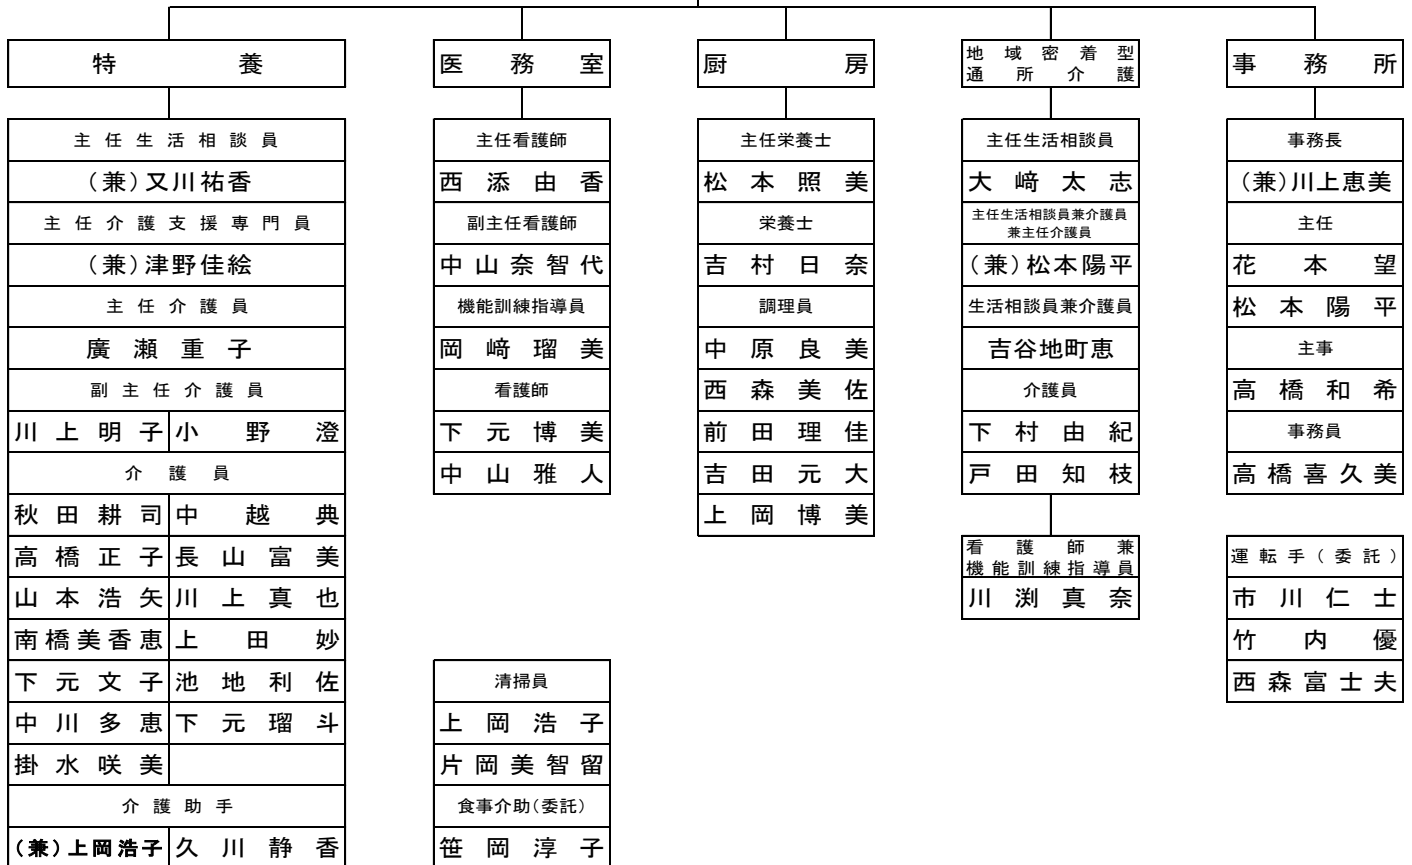 特養
主任生活相談員
（兼）又川祐香
主任介護支援専門員
（兼）津野佳絵
主任介護員
廣瀬重子
副主任介護員
川上明子 小野澄
介護員
秋田耕司 中越典
高橋正子 長山富美
山本浩矢 川上真也
南橋美香恵 上田妙
下元文子 池地利佐
中川多恵 下元瑠斗
掛水咲美
介護助手
（兼）上岡浩子 久川静香
医務室
主任看護師
西添由香
副主任看護師
中山奈智代
機能訓練指導員
岡﨑瑠美
看護師
下元博美
中山雅人
清掃員
上岡浩子
片岡美智留
食事介助（委託）
笹岡淳子
厨房
主任栄養士
松本照美
栄養士
吉村日奈
調理員
中原良美
西森美佐
前田理佳
吉田元大
上岡博美
地域密着型
通所介護
主任生活相談員
大﨑太志
主任生活相談員兼介護員
兼主任介護員
（兼）松本陽平
生活相談員兼介護員
吉谷地町恵
介護員
下村由紀
戸田知枝
看護師兼
機能訓練指導員
川渕真奈
事務所
事務長
（兼）川上恵美
主任
花本望
松本陽平
主事
高橋和希
事務員
高橋喜久美
運転手（委託）
市川仁士
竹内優
西森富士夫